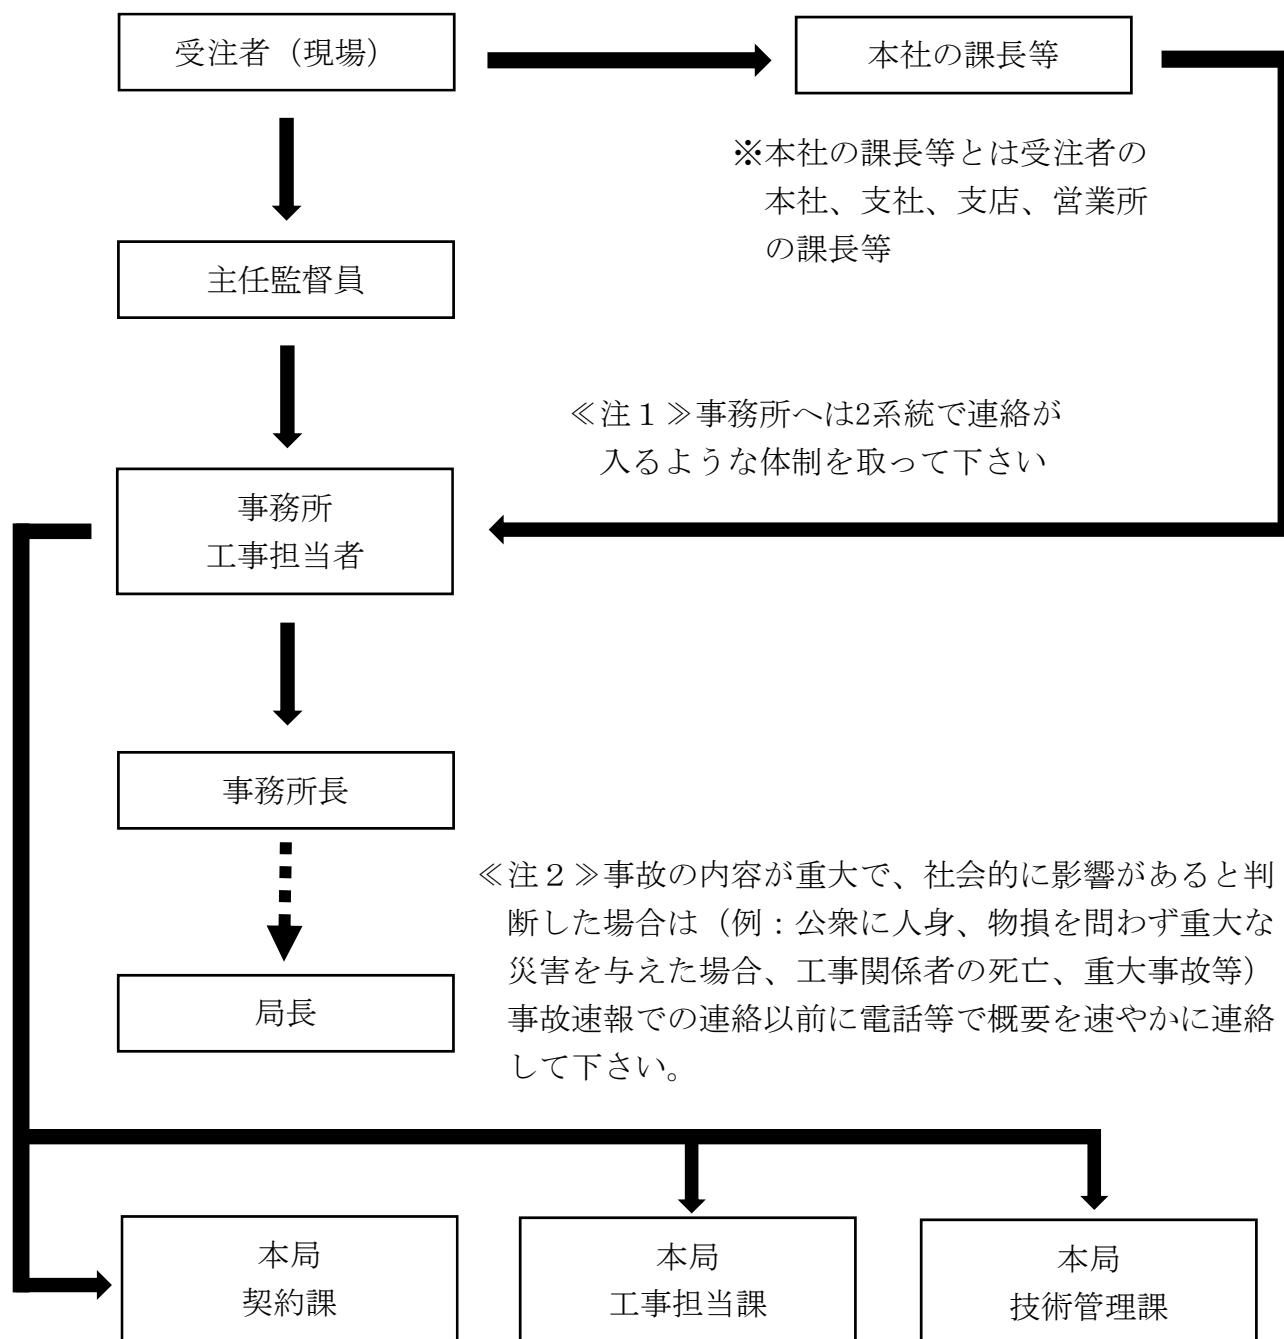 受注者（現場）
本社の課長等
※本社の課長等とは受注者の
本社、支社、支店、営業所
の課長等
主任監督員
≪注１≫事務所へは2系統で連絡が
入るような体制を取って下さい
事務所
工事担当者
事務所長
≪注２≫事故の内容が重大で、社会的に影響があると判
断した場合は（例：公衆に人身、物損を問わず重大な
災害を与えた場合、工事関係者の死亡、重大事故等）
事故速報での連絡以前に電話等で概要を速やかに連絡
して下さい。
局長
本局
契約課
本局
工事担当課
本局
技術管理課